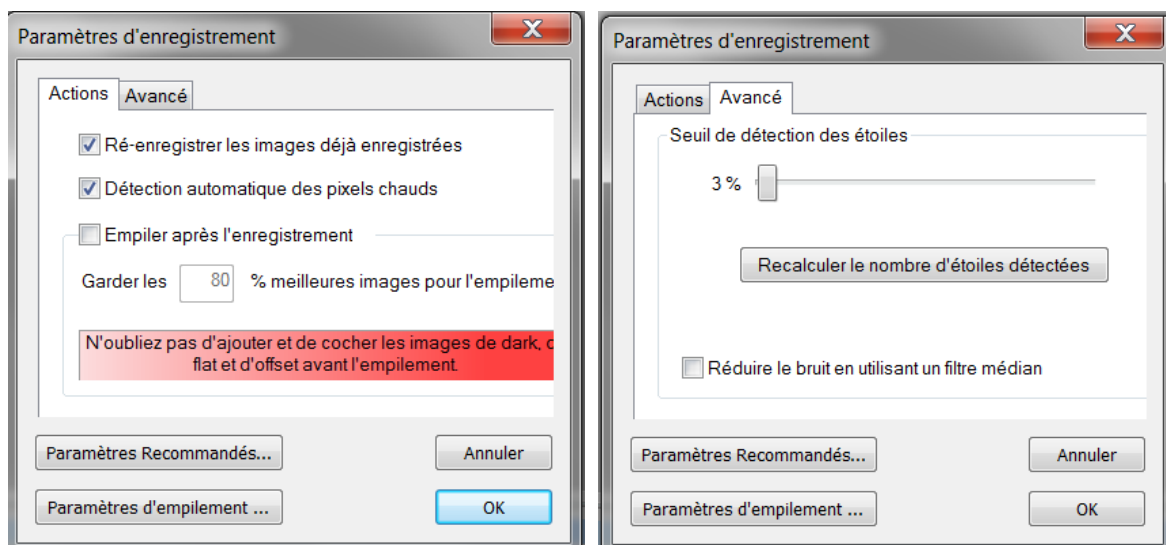 Paramètres d'enregistrement
Actions Avancé
Ré-enregistrer les images déjà enregistrées
Détection automatique des pixels chauds
Empiler après l'enregistrement
Garder les 80 % meilleures images pour l'empileme
N'oubliez pas d'ajouter et de cocher les images de dark,
flat et d'offset avant l'empilement.
Paramètres Recommandés... Annuler
Paramètres d'empilement ... OK
Paramètres d'enregistrement
Actions Avancé
Seuil de détection des étoiles
3 %
Recalculer le nombre d'étoiles détectées
Réduire le bruit en utilisant un filtre médian
Paramètres Recommandés... Annuler
Paramètres d'empilement ... OK